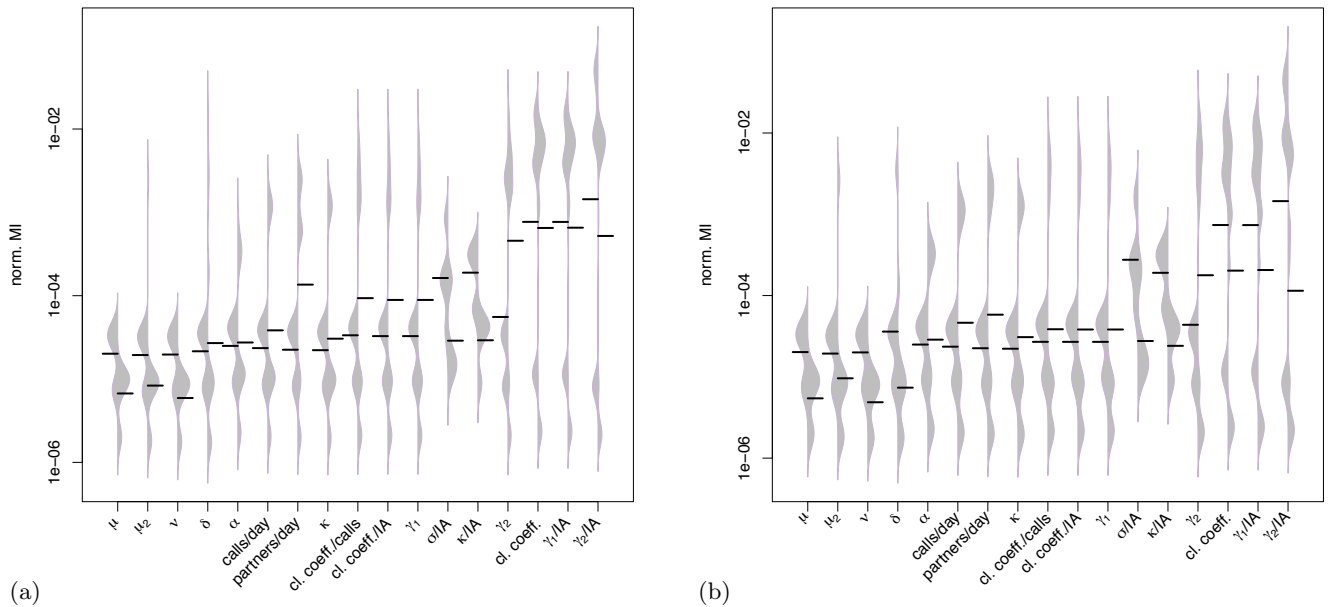 norm. MI
1e-02
1e-04
1e-06
μ
μ₂
ν
δ
α
calls/day
partners/day
κ
cl. coeff./calls
cl. coeff./IA
γ₁
σ/IA
κ/IA
γ₂
cl. coeff.
γ₁/IA
γ₂/IA
(a)
norm. MI
1e-02
1e-04
1e-06
μ
μ₂
ν
δ
α
calls/day
partners/day
κ
cl. coeff./calls
cl. coeff./IA
γ₁
σ/IA
κ/IA
γ₂
cl. coeff.
γ₁/IA
γ₂/IA
(b)